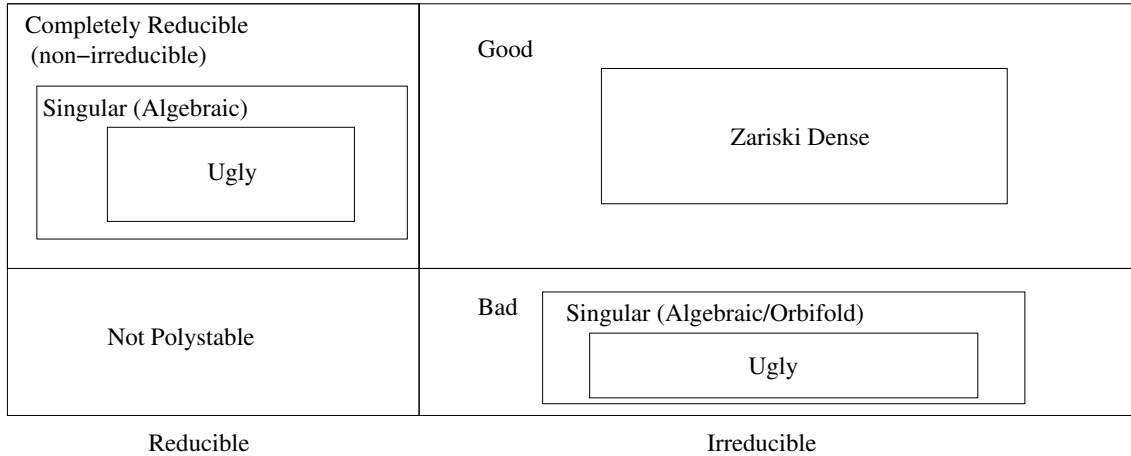 Completely Reducible
(non−irreducible)
Singular (Algebraic)
Ugly
Good
Zariski Dense
Not Polystable
Bad
Singular (Algebraic/Orbifold)
Ugly
Reducible
Irreducible